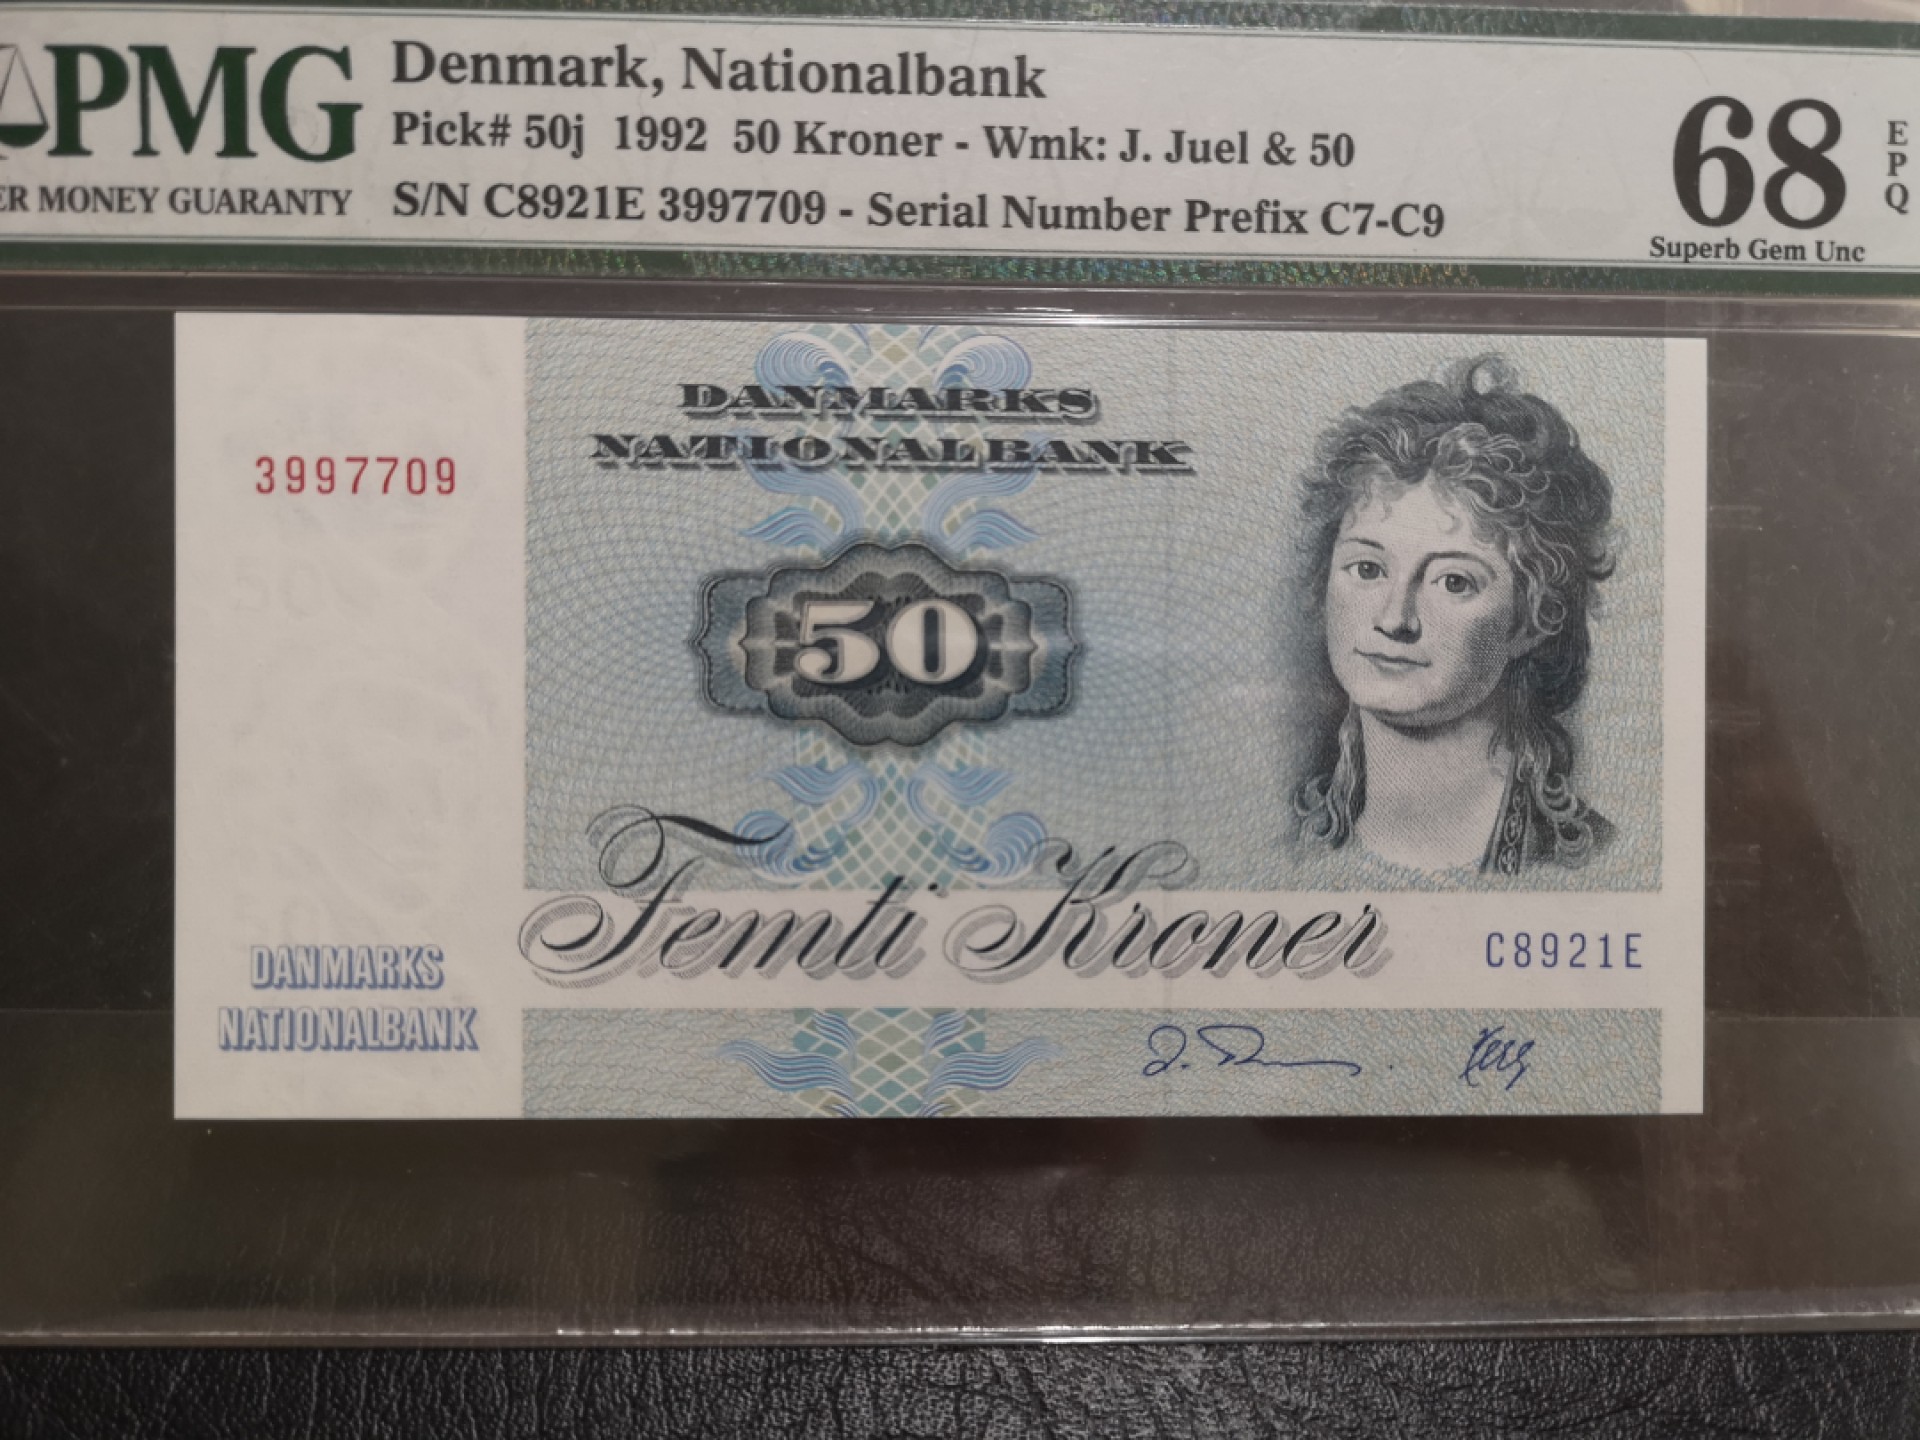 PMG
ER MONEY GUARANTY
Denmark, Nationalbank
Pick# 50j 1992 50 Kroner - Wmk: J. Juel & 50
S/N C8921E 3997709 - Serial Number Prefix C7-C9
68
EPQ
Superb Gem Unc
DANMARKS
NATIONALBANK
3997709
50
Femti Kroner
C8921E
DANMARKS
NATIONALBANK